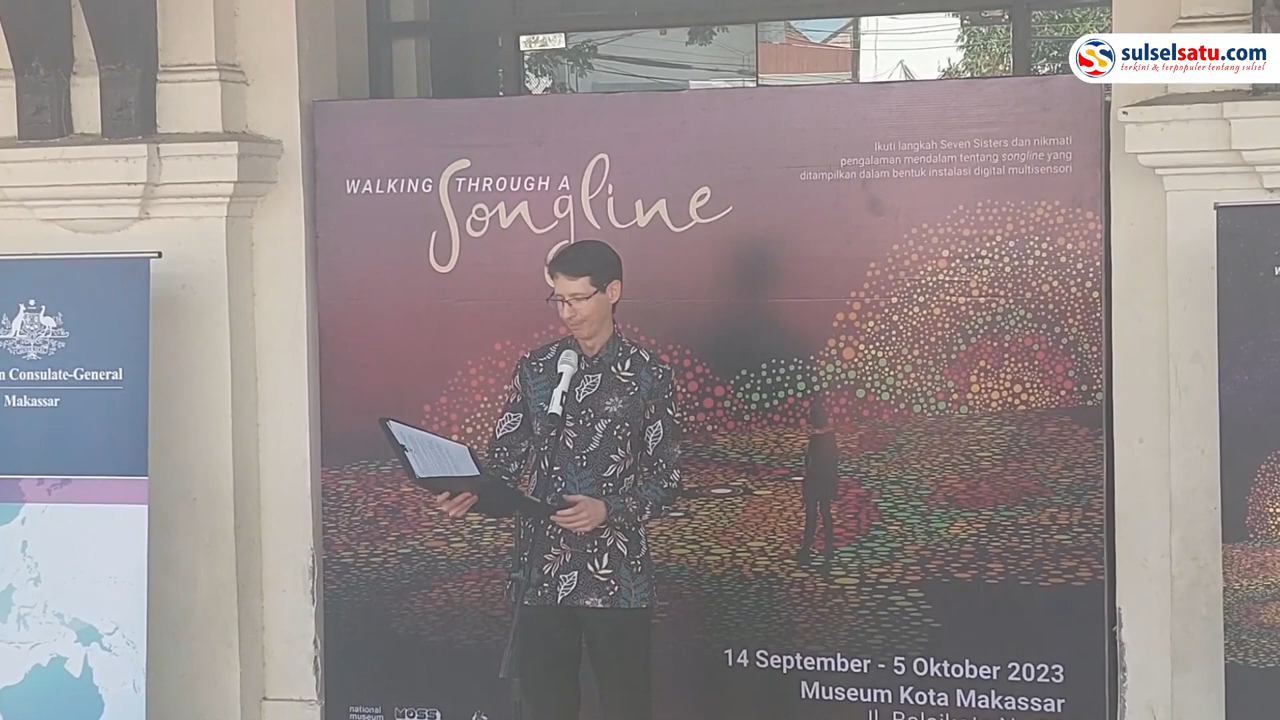 sulselsatu.com
terkini & terpopuler tentang sulsel
Ikuti langkah Seven Sisters dan nikmati
pengalaman mendalam tentang songline yang
ditampilkan dalam bentuk instalasi digital multisensori
WALKING THROUGH A
Songline
Consulate-General
Makassar
14 September - 5 Oktober 2023
Museum Kota Makassar
national
museum
MOSS